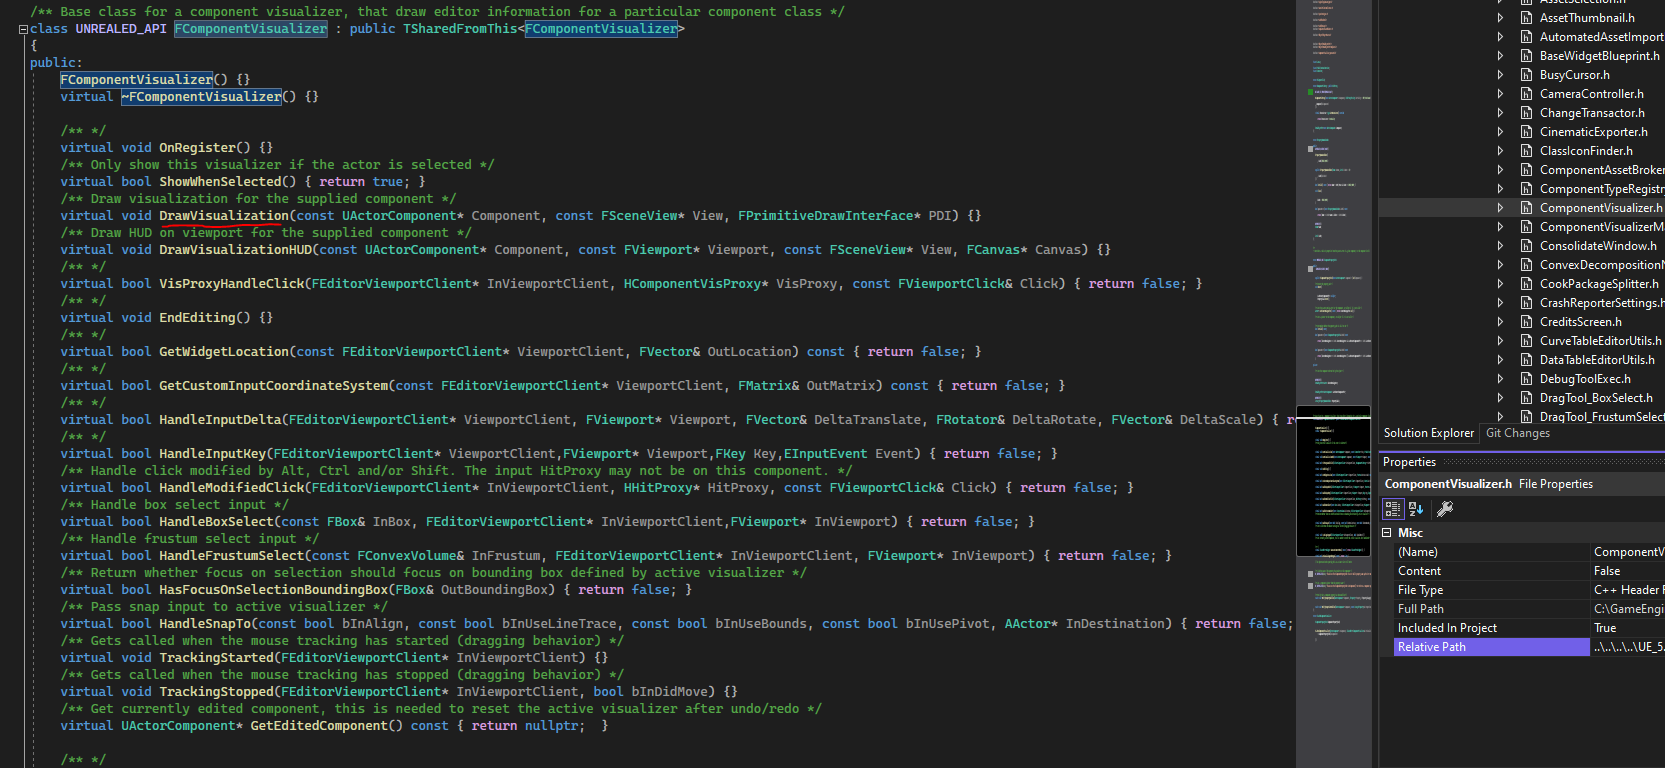 /** Base class for a component visualizer, that draw editor information for a particular component class */
class UNREALED_API FComponentVisualizer : public TSharedFromThis<FComponentVisualizer>
{
public:
FComponentVisualizer() {}
virtual ~FComponentVisualizer() {}
/** */
virtual void OnRegister() {}
/** Only show this visualizer if the actor is selected */
virtual bool ShowWhenSelected() { return true; }
/** Draw visualization for the supplied component */
virtual void DrawVisualization(const UActorComponent* Component, const FSceneView* View, FPrimitiveDrawInterface* PDI) {}
/** Draw HUD on viewport for the supplied component */
virtual void DrawVisualizationHUD(const UActorComponent* Component, const FViewport* Viewport, const FSceneView* View, FCanvas* Canvas) {}
/** */
virtual bool VisProxyHandleClick(FEditorViewportClient* InViewportClient, HComponentVisProxy* VisProxy, const FViewportClick& Click) { return false; }
/** */
virtual void EndEditing() {}
/** */
virtual bool GetWidgetLocation(const FEditorViewportClient* ViewportClient, FVector& OutLocation) const { return false; }
/** */
virtual bool GetCustomInputCoordinateSystem(const FEditorViewportClient* ViewportClient, FMatrix& OutMatrix) const { return false; }
/** */
virtual bool HandleInputDelta(FEditorViewportClient* ViewportClient, FViewport* Viewport, FVector& DeltaTranslate, FRotator& DeltaRotate, FVector& DeltaScale) { re
/** */
virtual bool HandleInputKey(FEditorViewportClient* ViewportClient,FViewport* Viewport,FKey Key,EInputEvent Event) { return false; }
/** Handle click modified by Alt, Ctrl and/or Shift. The input HitProxy may not be on this component. */
virtual bool HandleModifiedClick(FEditorViewportClient* InViewportClient, HHitProxy* HitProxy, const FViewportClick& Click) { return false; }
/** Handle box select input */
virtual bool HandleBoxSelect(const FBox& InBox, FEditorViewportClient* InViewportClient,FViewport* InViewport) { return false; }
/** Handle frustum select input */
virtual bool HandleFrustumSelect(const FConvexVolume& InFrustum, FEditorViewportClient* InViewportClient, FViewport* InViewport) { return false; }
/** Return whether focus on selection should focus on bounding box defined by active visualizer */
virtual bool HasFocusOnSelectionBoundingBox(FBox& OutBoundingBox) { return false; }
/** Pass snap input to active visualizer */
virtual bool HandleSnapTo(const bool bInAlign, const bool bInUseLineTrace, const bool bInUseBounds, const bool bInUsePivot, AActor* InDestination) { return false;
/** Gets called when the mouse tracking has started (dragging behavior) */
virtual void TrackingStarted(FEditorViewportClient* InViewportClient) {}
/** Gets called when the mouse tracking has stopped (dragging behavior) */
virtual void TrackingStopped(FEditorViewportClient* InViewportClient, bool bInDidMove) {}
/** Get currently edited component, this is needed to reset the active visualizer after undo/redo */
virtual UActorComponent* GetEditedComponent() const { return nullptr; }
/** */
AssetSelection.h
AssetThumbnail.h
AutomatedAssetImport
BaseWidgetBlueprint.h
BusyCursor.h
CameraController.h
ChangeTransactor.h
CinematicExporter.h
ClassIconFinder.h
ComponentAssetBroker
ComponentTypeRegistr
ComponentVisualizer.h
ComponentVisualizerMa
ConsolidateWindow.h
ConvexDecompositionN
CookPackageSplitter.h
CrashReporterSettings.h
CreditsScreen.h
CurveTableEditorUtils.h
DataTableEditorUtils.h
DebugToolExec.h
DragTool_BoxSelect.h
DragTool_FrustumSelect
Solution Explorer Git Changes
Properties
ComponentVisualizer.h File Properties
Misc
(Name) ComponentV
Content False
File Type C++ Header F
Full Path C:\GameEngin
Included In Project True
Relative Path ..\..\..\..\UE_5.